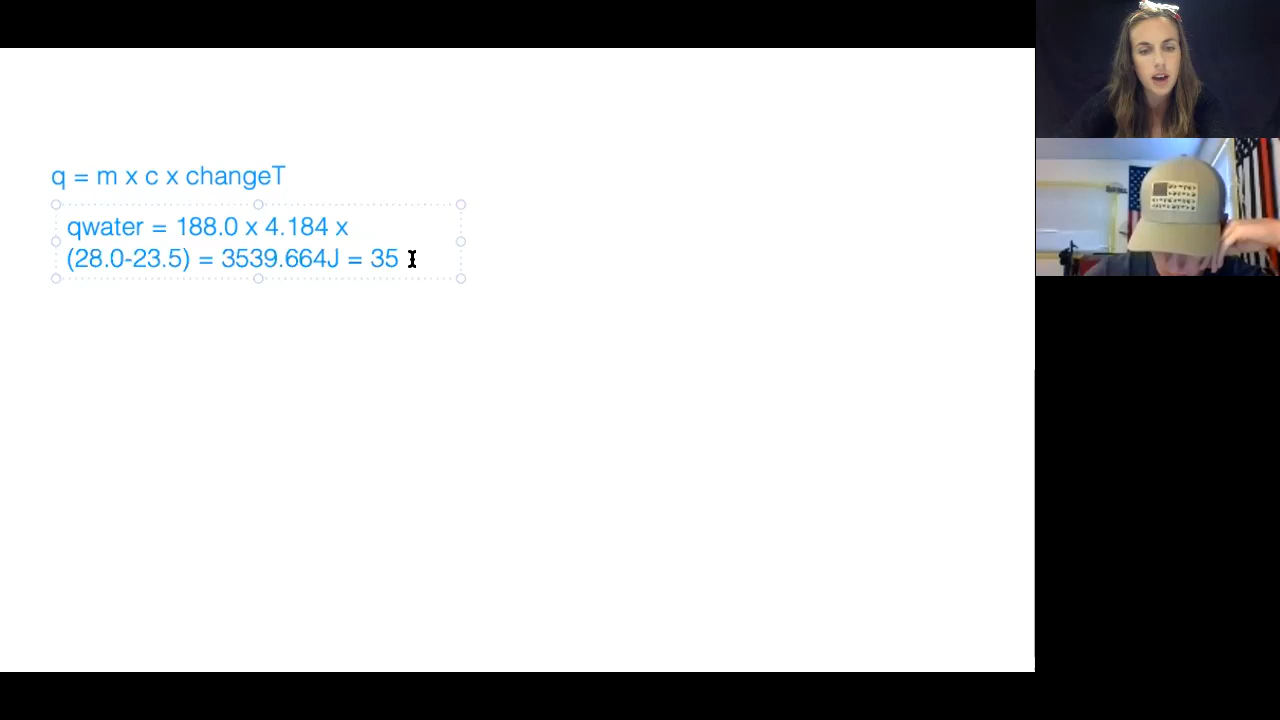 q = m x c x changeT
qwater = 188.0 x 4.184 x
(28.0-23.5) = 3539.664J = 35